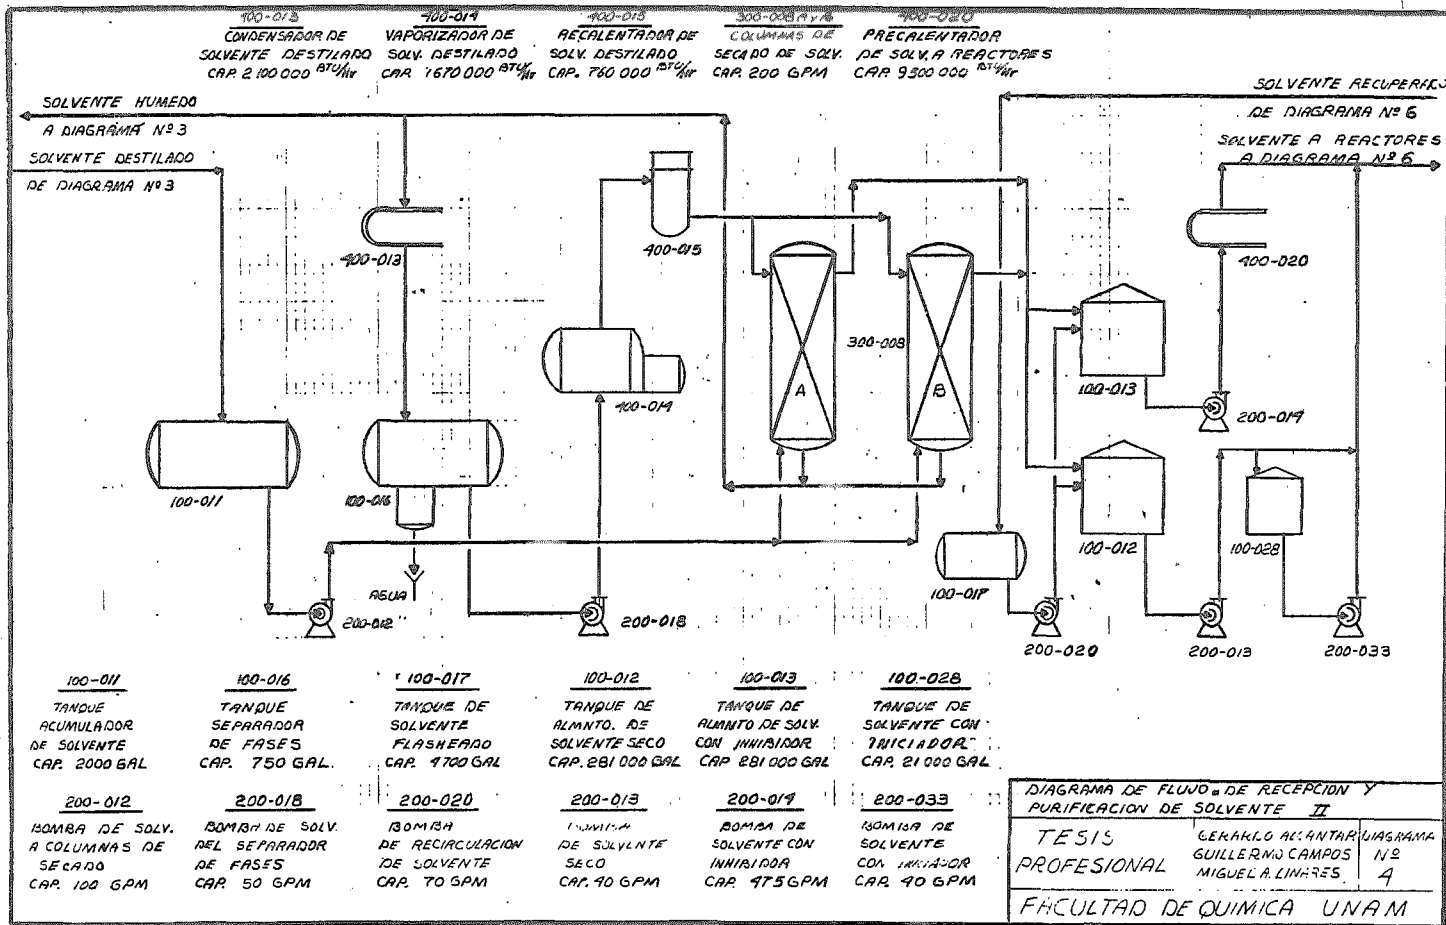 400-013
CONDENSADOR DE
SOLVENTE DESTILADO
CAP. 2 100 000 BTU/Hr
400-014
VAPORIZADOR DE
SOLV. DESTILADO
CAP. 1670 000 BTU/Hr
400-015
RECALENTADOR DE
SOLV. DESTILADO
CAP. 760 000 BTU/Hr
300-008 A y B
COLUMNAS DE
SECADO DE SOLV.
CAP. 200 GPM
400-020
PRECALENTADOR
DE SOLV. A REACTORES
CAP. 9500 000 BTU/Hr
SOLVENTE HUMEDO
A DIAGRAMA Nº 3
SOLVENTE DESTILADO
DE DIAGRAMA Nº 3
SOLVENTE RECUPERADO
DE DIAGRAMA Nº 6
SOLVENTE A REACTORES
A DIAGRAMA Nº 6
400-013
400-015
400-020
300-008
A
B
400-014
100-013
200-014
100-011
100-016
AGUA
200-012
200-018
100-017
200-020
100-012
100-028
200-013
200-033
100-011
TANQUE
ACUMULADOR
DE SOLVENTE
CAP. 2000 GAL
100-016
TANQUE
SEPARADOR
DE FASES
CAP. 750 GAL.
100-017
TANQUE DE
SOLVENTE
FLASHEADO
CAP. 4700 GAL
100-012
TANQUE DE
ALMNTO. DE
SOLVENTE SECO
CAP. 281 000 GAL
100-013
TANQUE DE
ALMNTO DE SOLV.
CON INHIBIDOR
CAP 281 000 GAL
100-028
TANQUE DE
SOLVENTE CON
INICIADOR
CAP. 21 000 GAL
200-012
BOMBA DE SOLV.
A COLUMNAS DE
SECADO
CAP. 100 GPM
200-018
BOMBA DE SOLV.
DEL SEPARADOR
DE FASES
CAP. 50 GPM
200-020
BOMBA
DE RECIRCULACION
DE SOLVENTE
CAP. 70 GPM
200-013
BOMBA
DE SOLVENTE
SECO
CAP. 40 GPM
200-014
BOMBA DE
SOLVENTE CON
INHIBIDOR
CAP. 475 GPM
200-033
BOMBA DE
SOLVENTE
CON INICIADOR
CAP. 40 GPM
DIAGRAMA DE FLUJO DE RECEPCION Y
PURIFICACION DE SOLVENTE II
TESIS
PROFESIONAL
GERARDO ALCANTAR
GUILLERMO CAMPOS
MIGUEL A. LINARES
DIAGRAMA
Nº
4
FACULTAD DE QUIMICA UNAM